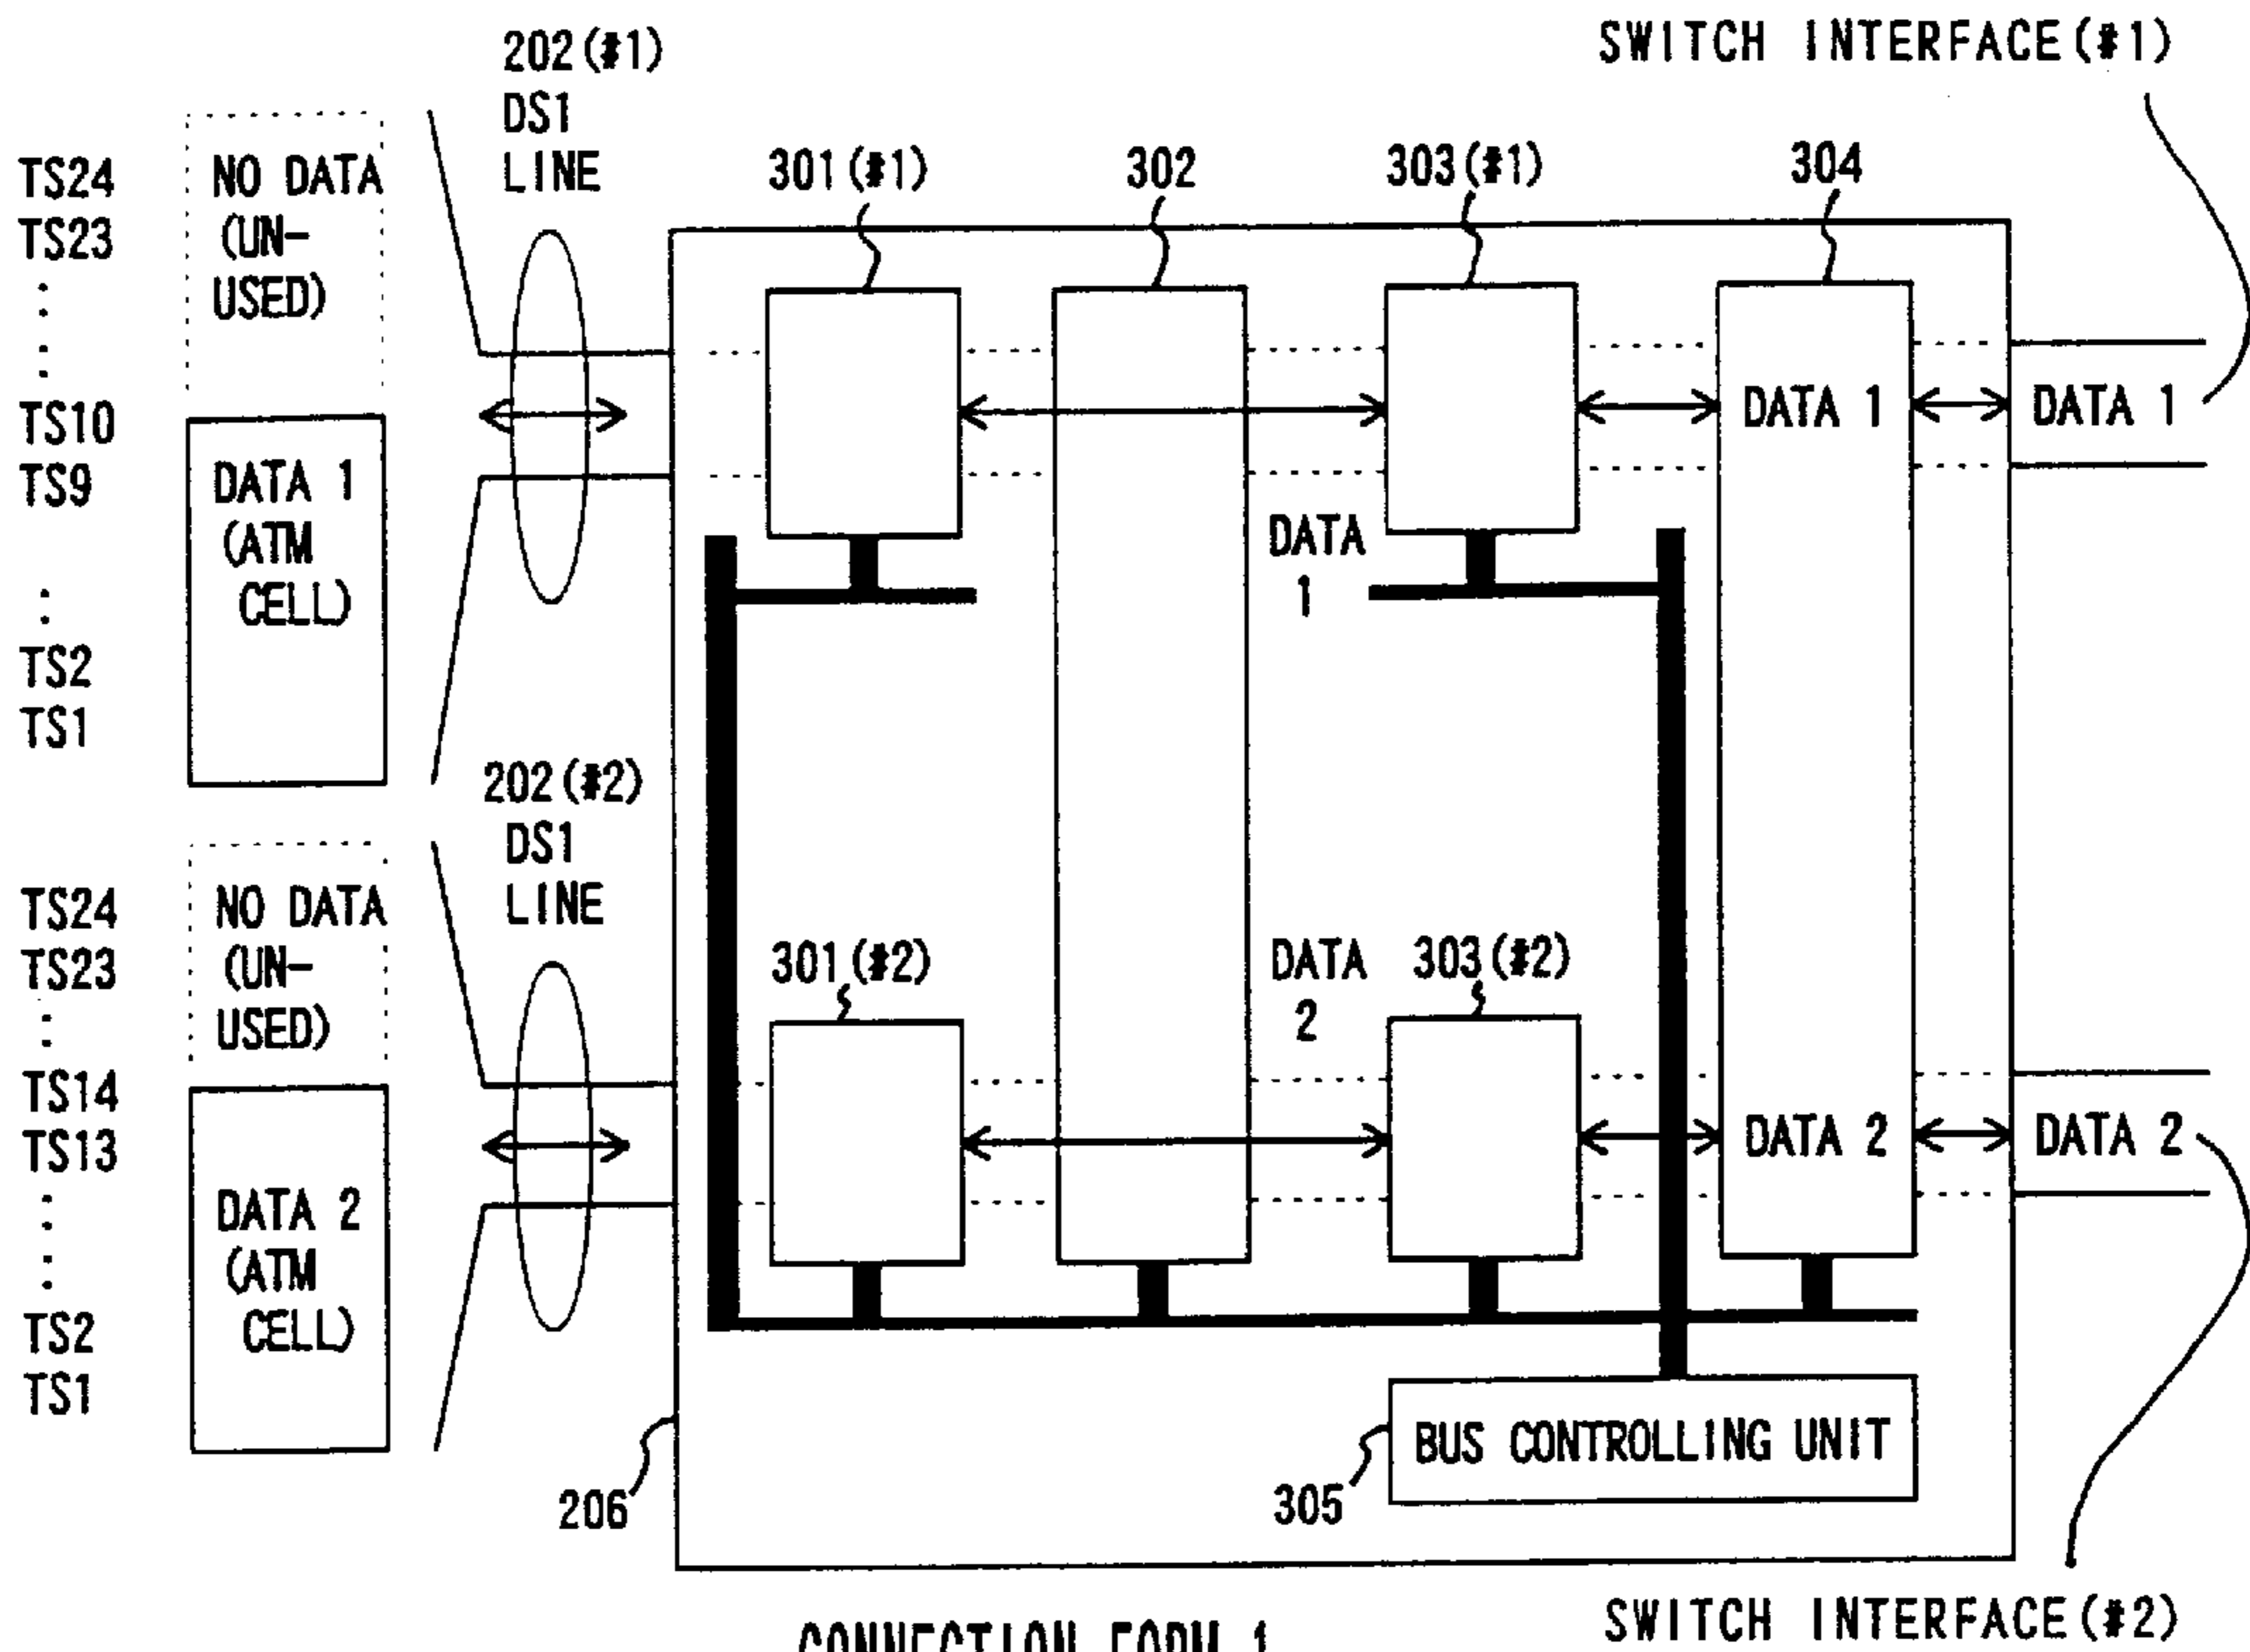 SWITCH INTERFACE(#1)
202(#1)
DS1
LINE
301(#1)
302
303(#1)
304
TS24
TS23
:
:
TS10
TS9
:
TS2
TS1
NO DATA
(UN-
USED)
DATA 1
(ATM
CELL)
DATA
1
DATA 1
DATA 1
202(#2)
DS1
LINE
TS24
TS23
:
TS14
TS13
:
:
TS2
TS1
NO DATA
(UN-
USED)
DATA 2
(ATM
CELL)
301(#2)
DATA
2
303(#2)
DATA 2
DATA 2
206
305
BUS CONTROLLING UNIT
CONNECTION FORM 1
SWITCH INTERFACE(#2)